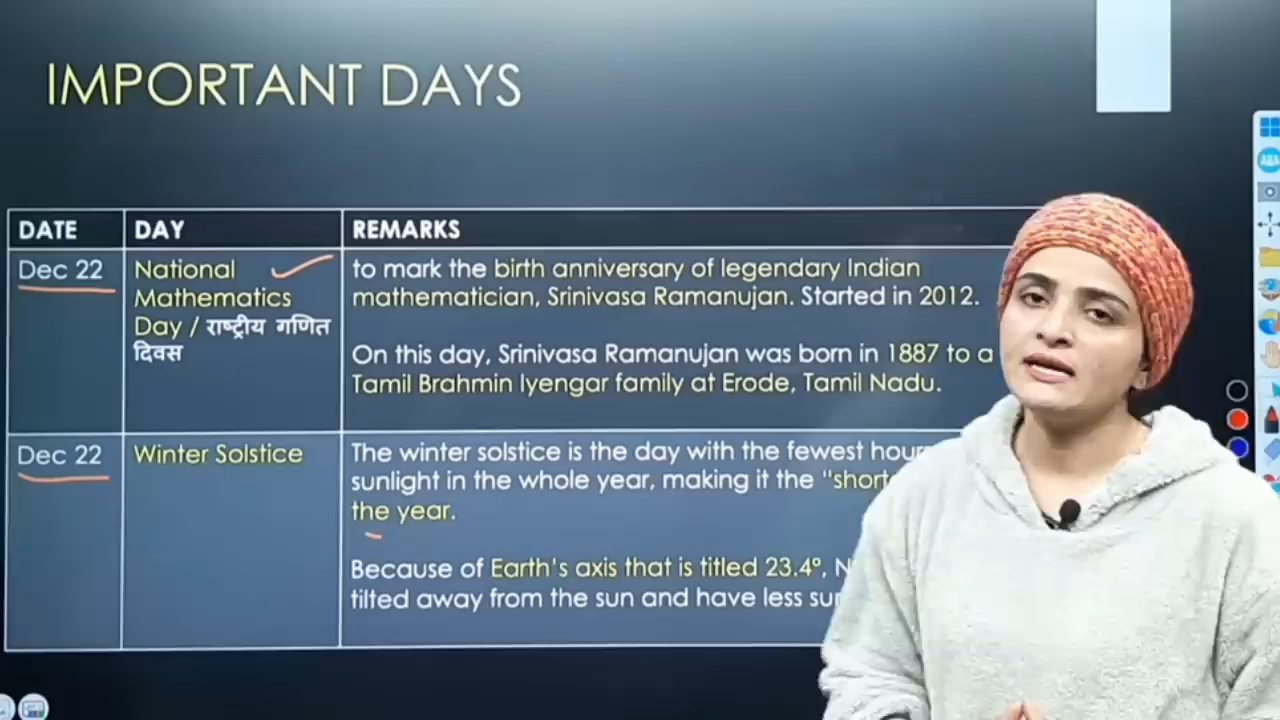 IMPORTANT DAYS
DATE DAY REMARKS
Dec 22
National
Mathematics
Day / राष्ट्रीय गणित
दिवस
to mark the birth anniversary of legendary Indian
mathematician, Srinivasa Ramanujan. Started in 2012.
On this day, Srinivasa Ramanujan was born in 1887 to a
Tamil Brahmin Iyengar family at Erode, Tamil Nadu.
Dec 22
Winter Solstice
The winter solstice is the day with the fewest
sunlight in the whole year, making it the
the year.
Because of Earth's axis that is titled 23.4°,
tilted away from the sun and have less